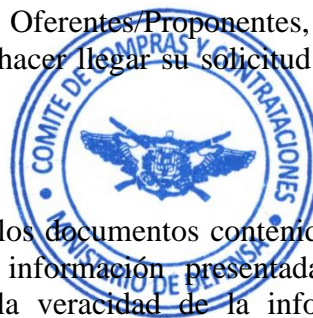 Oferentes/Proponentes,
hacer llegar su solicitud
COMITE DE COMPRAS Y CONTRATACIONES
MINISTERIO DE DEFENSA
los documentos contenid
información presentada
la veracidad de la info